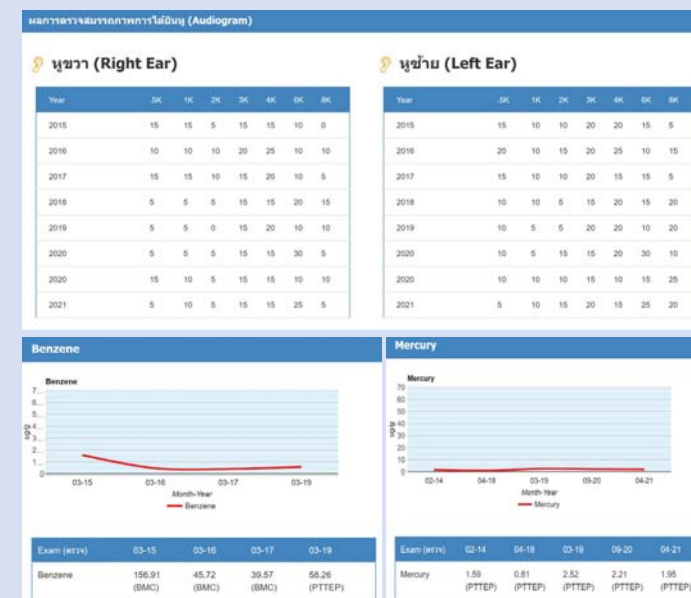 ผลการตรวจสมรรถภาพการได้ยินหู (Audiogram)
หูขวา (Right Ear)
Year .5K 1K 2K 3K 4K 6K 8K
2015 15 15 5 15 15 10 0
2016 10 10 10 20 25 10 10
2017 15 15 10 15 20 10 5
2018 5 5 5 15 15 20 15
2019 5 5 0 15 20 10 10
2020 5 5 5 15 15 30 5
2020 15 10 5 15 15 10 10
2021 5 10 5 15 15 25 5
หูซ้าย (Left Ear)
Year .5K 1K 2K 3K 4K 6K 8K
2015 15 10 10 20 20 15 5
2016 20 10 15 20 25 10 15
2017 15 10 10 20 15 15 5
2018 10 10 5 15 20 15 20
2019 10 5 5 20 20 10 20
2020 10 5 15 15 20 30 10
2020 10 10 10 15 10 15 25
2021 5 10 15 20 15 25 20
Benzene
Benzene
7...
6...
5...
4...
3...
2...
1...
0
ug/g
03-15 03-16 03-17 03-19
Month-Year
Benzene
Exam (ตรวจ) 03-15 03-16 03-17 03-19
Benzene 156.91 45.72 39.57 58.26
(BMC) (BMC) (BMC) (PTTEP)
Mercury
Mercury
70
60
50
40
30
20
10
0
ug/g
02-14 04-18 03-19 09-20 04-21
Month-Year
Mercury
Exam (ตรวจ) 02-14 04-18 03-19 09-20 04-21
Mercury 1.59 0.81 2.52 2.21 1.95
(PTTEP) (PTTEP) (PTTEP) (PTTEP) (PTTEP)